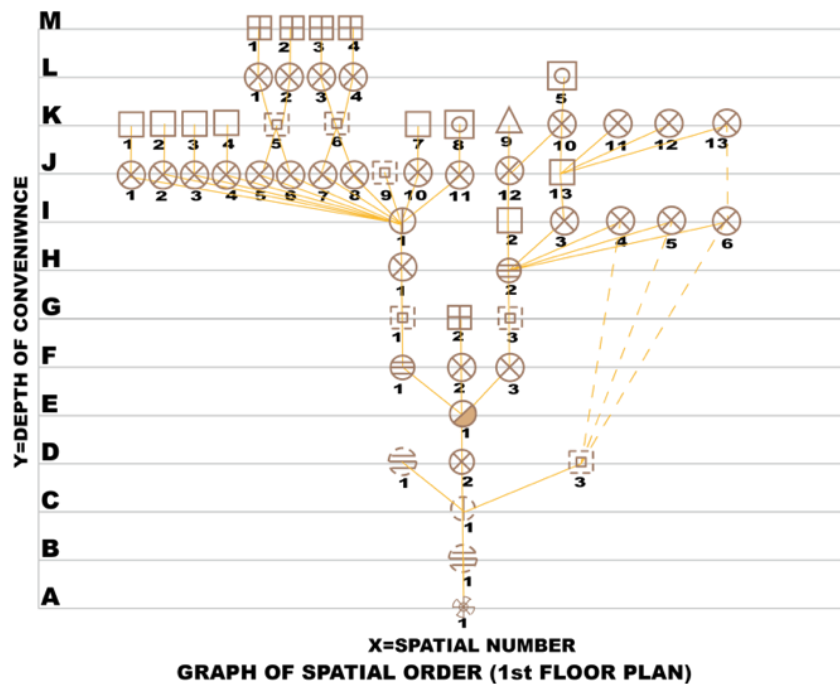 M
1 2 3 4
L
1 2 3 4 5
K
1 2 3 4 5 6 7 8 9 10 11 12 13
J
1 2 3 4 5 6 7 8 9 10 11 12 13
I
1 2 3 4 5 6
H
1 2
G
1 2 3
F
1 2 3
E
1
D
1 2 3
C
1
B
1
A
1
Y=DEPTH OF CONVENIWNCE
X=SPATIAL NUMBER
GRAPH OF SPATIAL ORDER (1st FLOOR PLAN)